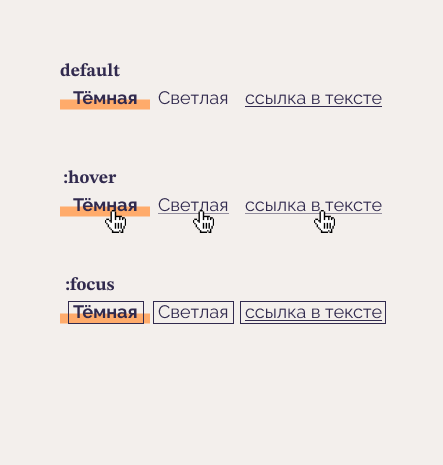 default
Тёмная Светлая ссылка в тексте
:hover
Тёмная Светлая ссылка в тексте
:focus
Тёмная Светлая ссылка в тексте